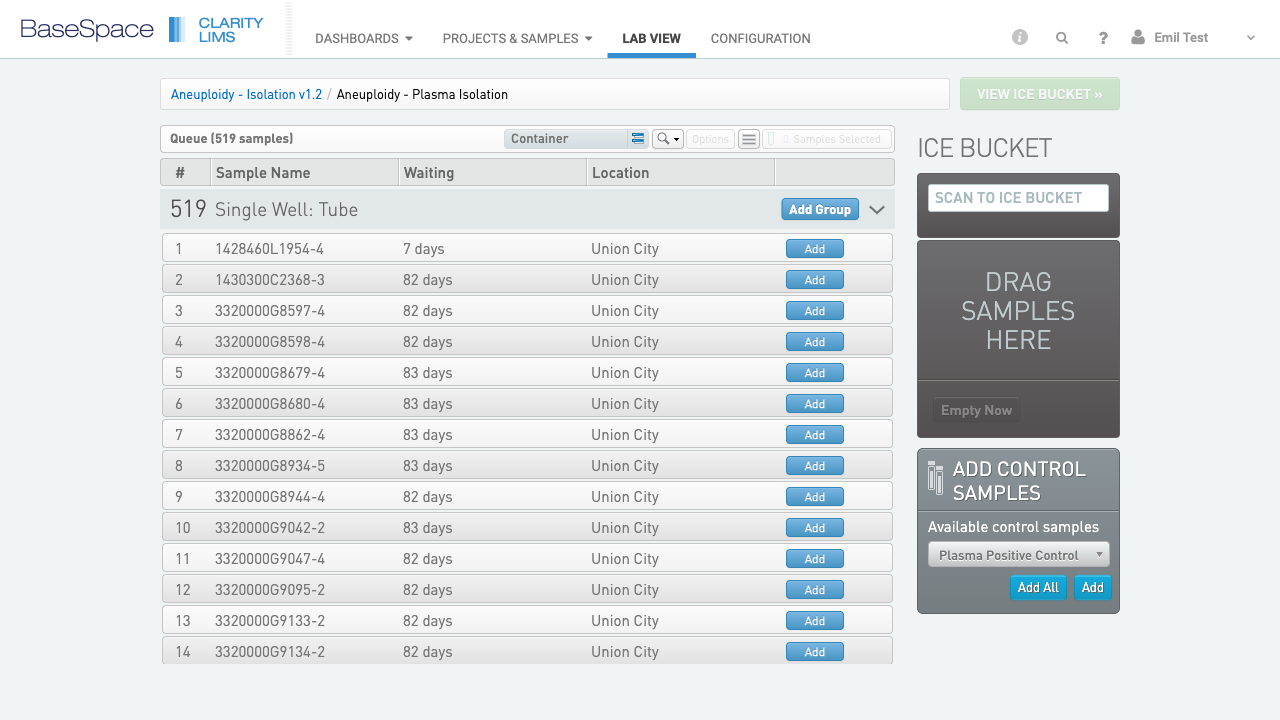 BaseSpace CLARITY LIMS
DASHBOARDS PROJECTS & SAMPLES LAB VIEW CONFIGURATION ? Emil Test
Aneuploidy - Isolation v1.2 / Aneuploidy - Plasma Isolation
VIEW ICE BUCKET »
Queue (519 samples) Container Options 0 Samples Selected
# Sample Name Waiting Location
519 Single Well: Tube Add Group
1 1428460L1954-4 7 days Union City Add
2 1430300C2368-3 82 days Union City Add
3 3320000G8597-4 82 days Union City Add
4 3320000G8598-4 82 days Union City Add
5 3320000G8679-4 83 days Union City Add
6 3320000G8680-4 83 days Union City Add
7 3320000G8862-4 83 days Union City Add
8 3320000G8934-5 83 days Union City Add
9 3320000G8944-4 82 days Union City Add
10 3320000G9042-2 83 days Union City Add
11 3320000G9047-4 82 days Union City Add
12 3320000G9095-2 82 days Union City Add
13 3320000G9133-2 82 days Union City Add
14 3320000G9134-2 82 days Union City Add
ICE BUCKET
SCAN TO ICE BUCKET
DRAG
SAMPLES
HERE
Empty Now
ADD CONTROL
SAMPLES
Available control samples
Plasma Positive Control
Add All Add